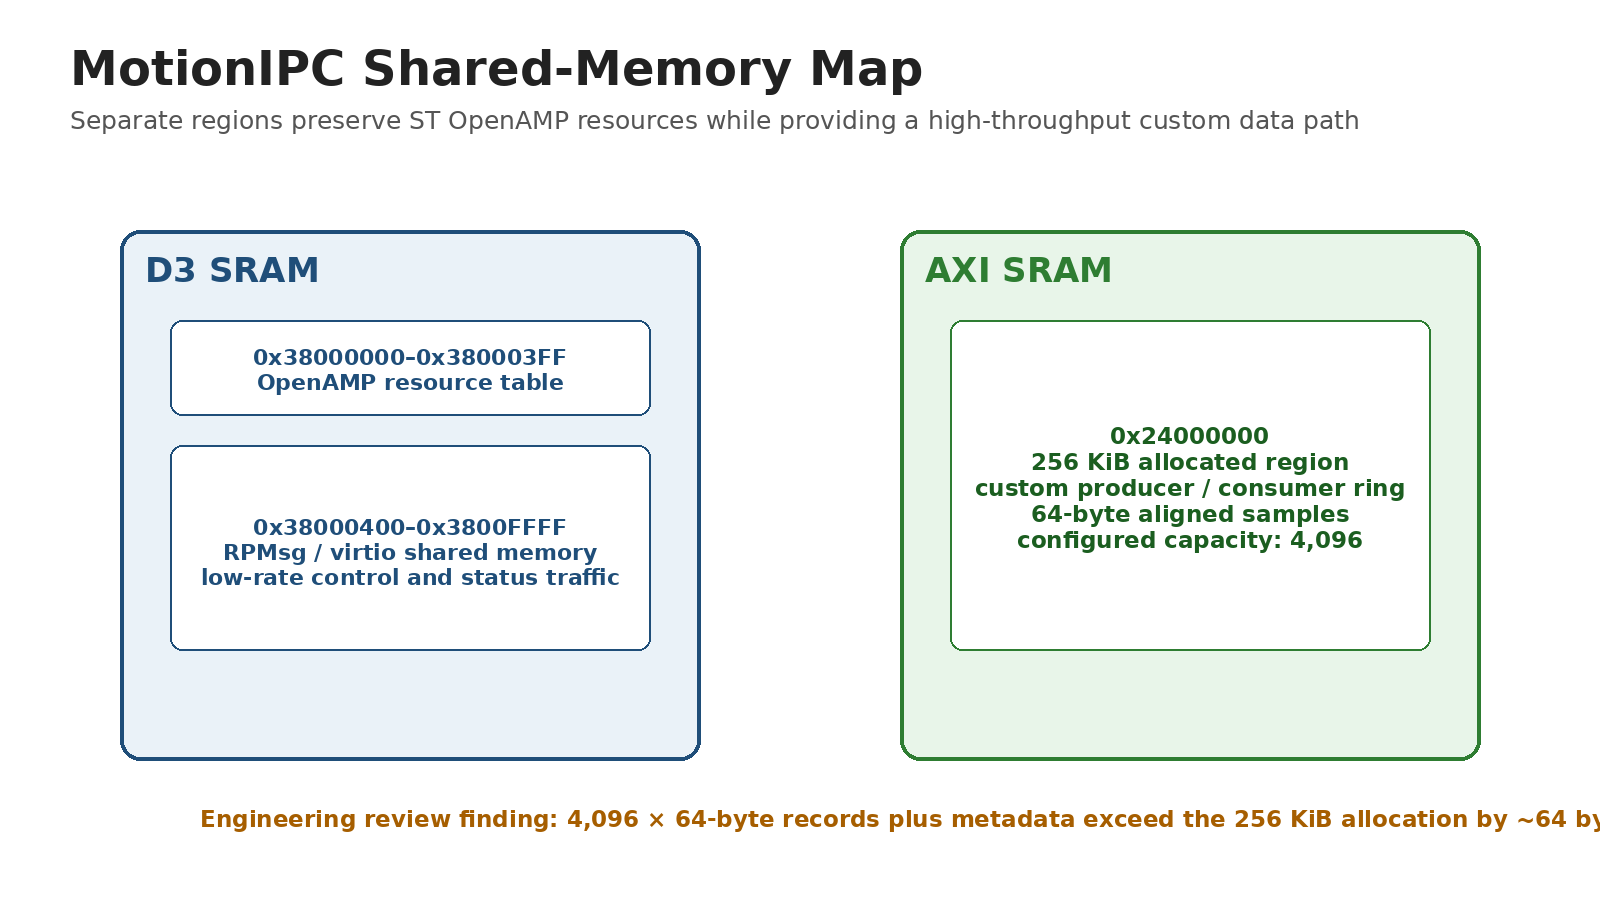 MotionIPC Shared-Memory Map
Separate regions preserve ST OpenAMP resources while providing a high-throughput custom data path
D3 SRAM
0x38000000–0x380003FF
OpenAMP resource table
0x38000400–0x3800FFFF
RPMsg / virtio shared memory
low-rate control and status traffic
AXI SRAM
0x24000000
256 KiB allocated region
custom producer / consumer ring
64-byte aligned samples
configured capacity: 4,096
Engineering review finding: 4,096 × 64-byte records plus metadata exceed the 256 KiB allocation by ~64